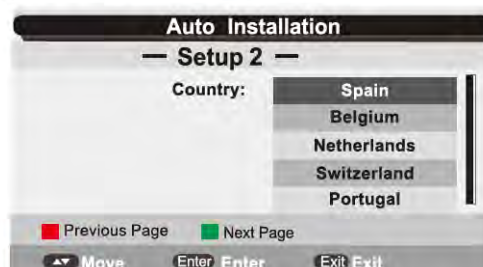 Auto Installation
— Setup 2 —
Country:
Spain
Belgium
Netherlands
Switzerland
Portugal
Previous Page Next Page
Move Enter Enter Exit Exit